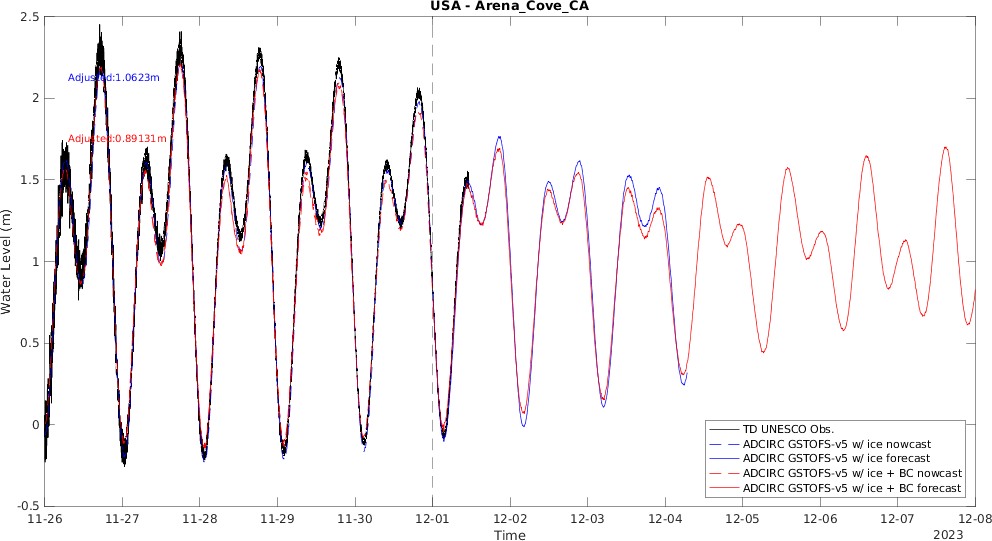 USA - Arena_Cove_CA
2.5
2
1.5
1
0.5
0
-0.5
Water Level (m)
Adjusted:1.0623m
Adjusted:0.89131m
TD UNESCO Obs.
ADCIRC GSTOFS-v5 w/ ice nowcast
ADCIRC GSTOFS-v5 w/ ice forecast
ADCIRC GSTOFS-v5 w/ ice + BC nowcast
ADCIRC GSTOFS-v5 w/ ice + BC forecast
11-26 11-27 11-28 11-29 11-30 12-01 12-02 12-03 12-04 12-05 12-06 12-07 12-08
Time
2023